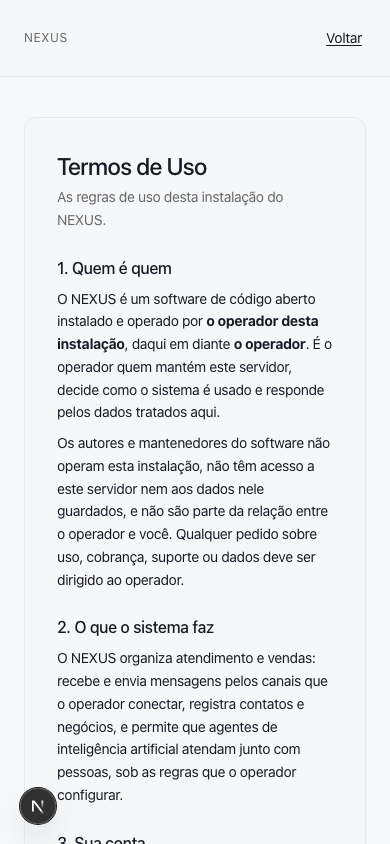 NEXUS
Voltar
Termos de Uso
As regras de uso desta instalação do
NEXUS.
1. Quem é quem
O NEXUS é um software de código aberto
instalado e operado por o operador desta
instalação, daqui em diante o operador. É o
operador quem mantém este servidor,
decide como o sistema é usado e responde
pelos dados tratados aqui.
Os autores e mantenedores do software não
operam esta instalação, não têm acesso a
este servidor nem aos dados nele
guardados, e não são parte da relação entre
o operador e você. Qualquer pedido sobre
uso, cobrança, suporte ou dados deve ser
dirigido ao operador.
2. O que o sistema faz
O NEXUS organiza atendimento e vendas:
recebe e envia mensagens pelos canais que
o operador conectar, registra contatos e
negócios, e permite que agentes de
inteligência artificial atendam junto com
pessoas, sob as regras que o operador
configurar.
N
3. Sua conta